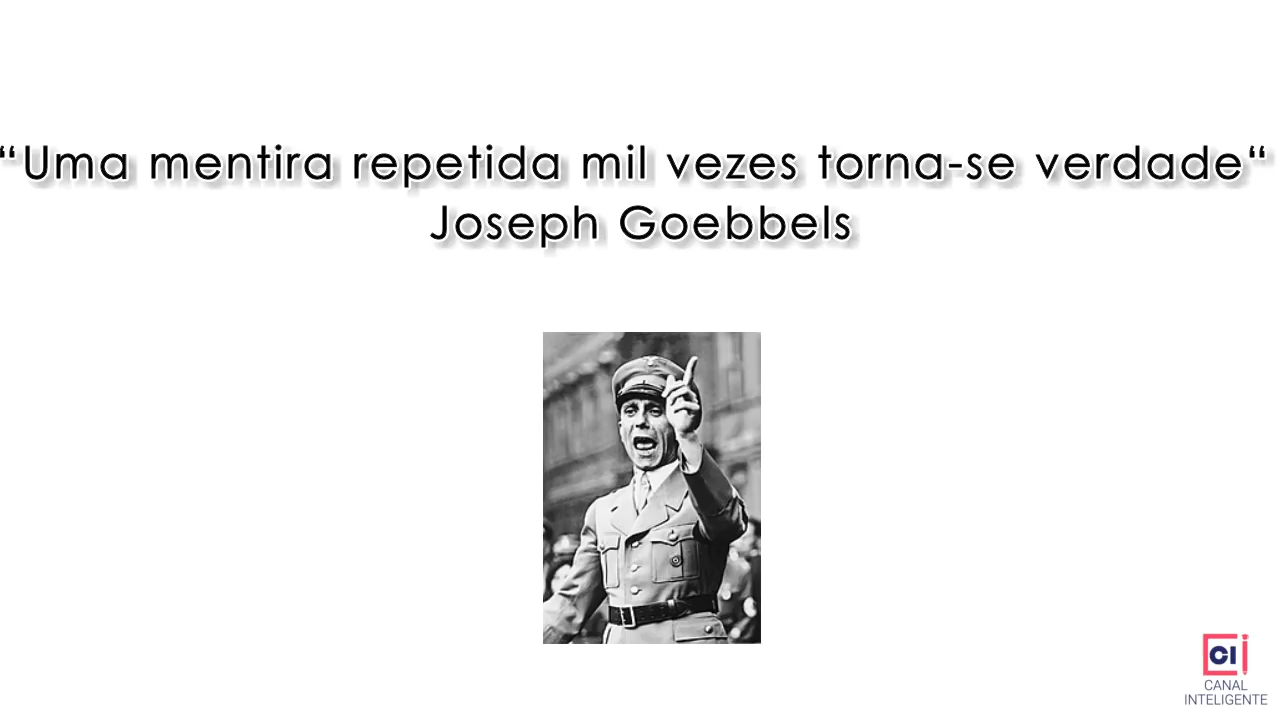 “Uma mentira repetida mil vezes torna-se verdade“
Joseph Goebbels
CI
CANAL
INTELIGENTE